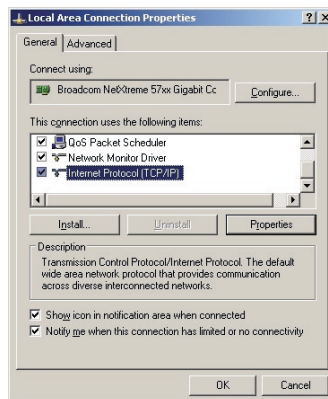 Local Area Connection Properties
General Advanced
Connect using:
Broadcom NetXtreme 57xx Gigabit Cc
Configure...
This connection uses the following items:
QoS Packet Scheduler
Network Monitor Driver
Internet Protocol (TCP/IP)
Install... Uninstall Properties
Description
Transmission Control Protocol/Internet Protocol. The default
wide area network protocol that provides communication
across diverse interconnected networks.
Show icon in notification area when connected
Notify me when this connection has limited or no connectivity
OK Cancel